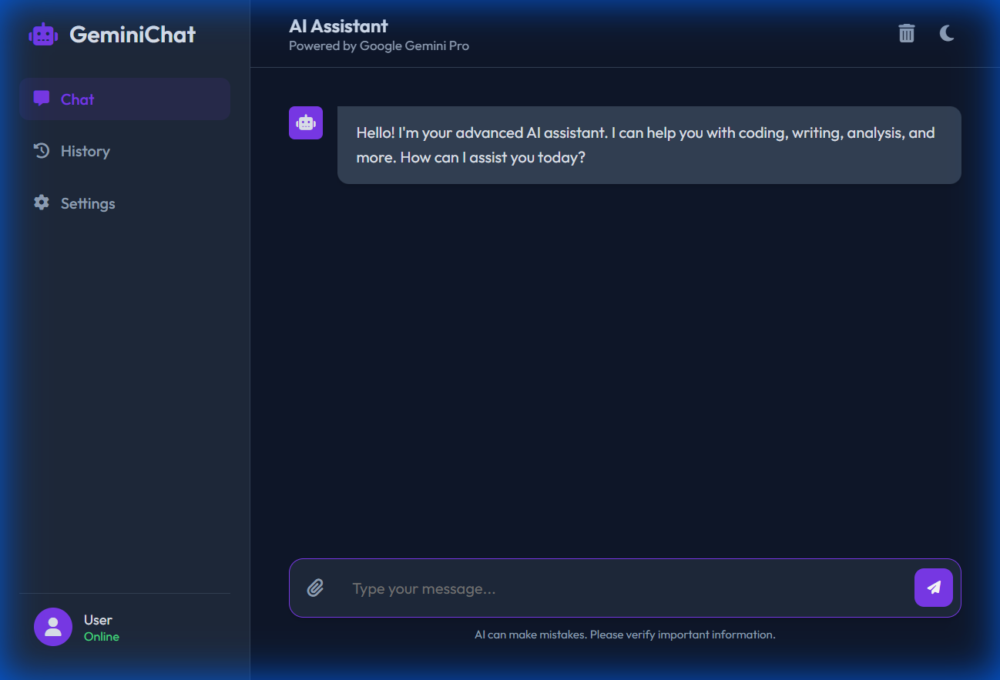 GeminiChat
Chat
History
Settings
User
Online
AI Assistant
Powered by Google Gemini Pro
Hello! I'm your advanced AI assistant. I can help you with coding, writing, analysis, and
more. How can I assist you today?
Type your message...
AI can make mistakes. Please verify important information.